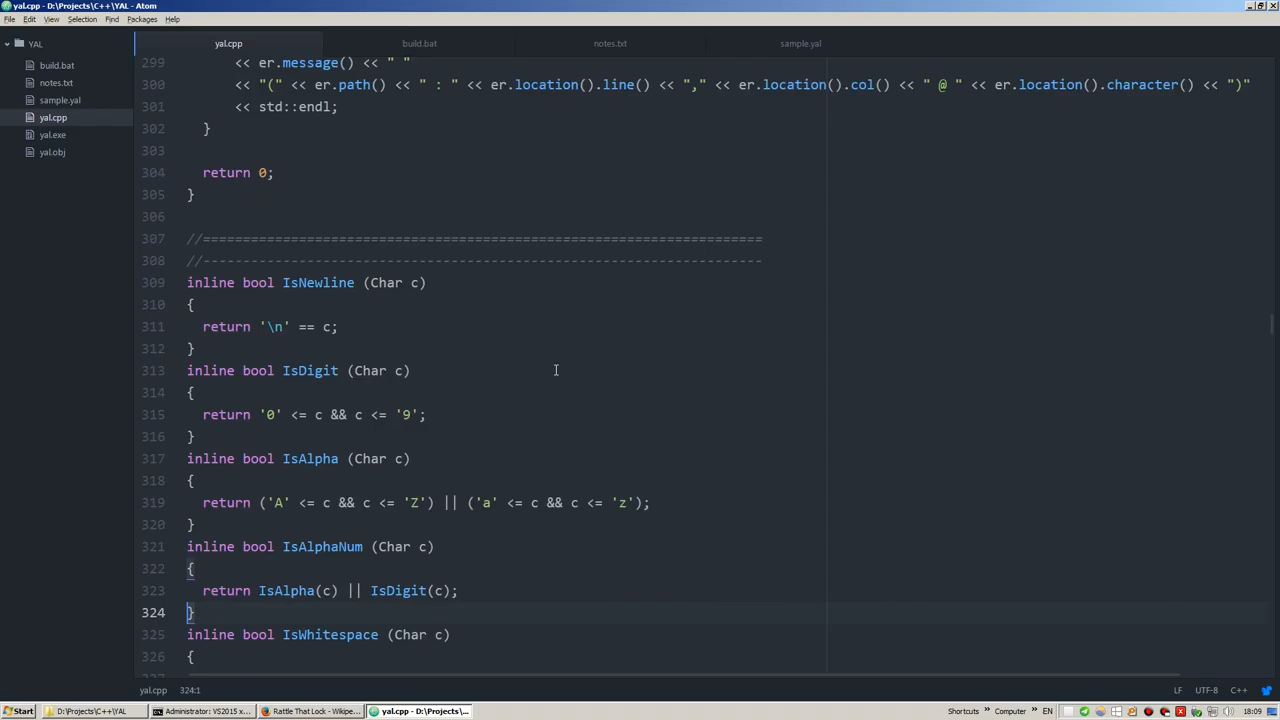 yal.cpp - D:\Projects\C++\YAL - Atom
File Edit View Selection Find Packages Help
YAL
build.bat
notes.txt
sample.yal
yal.cpp
yal.exe
yal.obj
yal.cpp build.bat notes.txt sample.yal
299 << er.message() << " "
300 << "(" << er.path() << " : " << er.location().line() << "," << er.location().col() << " @ " << er.location().character() << ")"
301 << std::endl;
302 }
303
304 return 0;
305 }
306
307 //======================================================================
308 //----------------------------------------------------------------------
309 inline bool IsNewline (Char c)
310 {
311 return '\n' == c;
312 }
313 inline bool IsDigit (Char c)
314 {
315 return '0' <= c && c <= '9';
316 }
317 inline bool IsAlpha (Char c)
318 {
319 return ('A' <= c && c <= 'Z') || ('a' <= c && c <= 'z');
320 }
321 inline bool IsAlphaNum (Char c)
322 {
323 return IsAlpha(c) || IsDigit(c);
324 }
325 inline bool IsWhitespace (Char c)
326 {
yal.cpp 324:1 LF UTF-8 C++
Start D:\Projects\C++\YAL Administrator: VS2015 x... Rattle That Lock - Wikipe... yal.cpp - D:\Projects\C... Shortcuts Computer EN 18:09